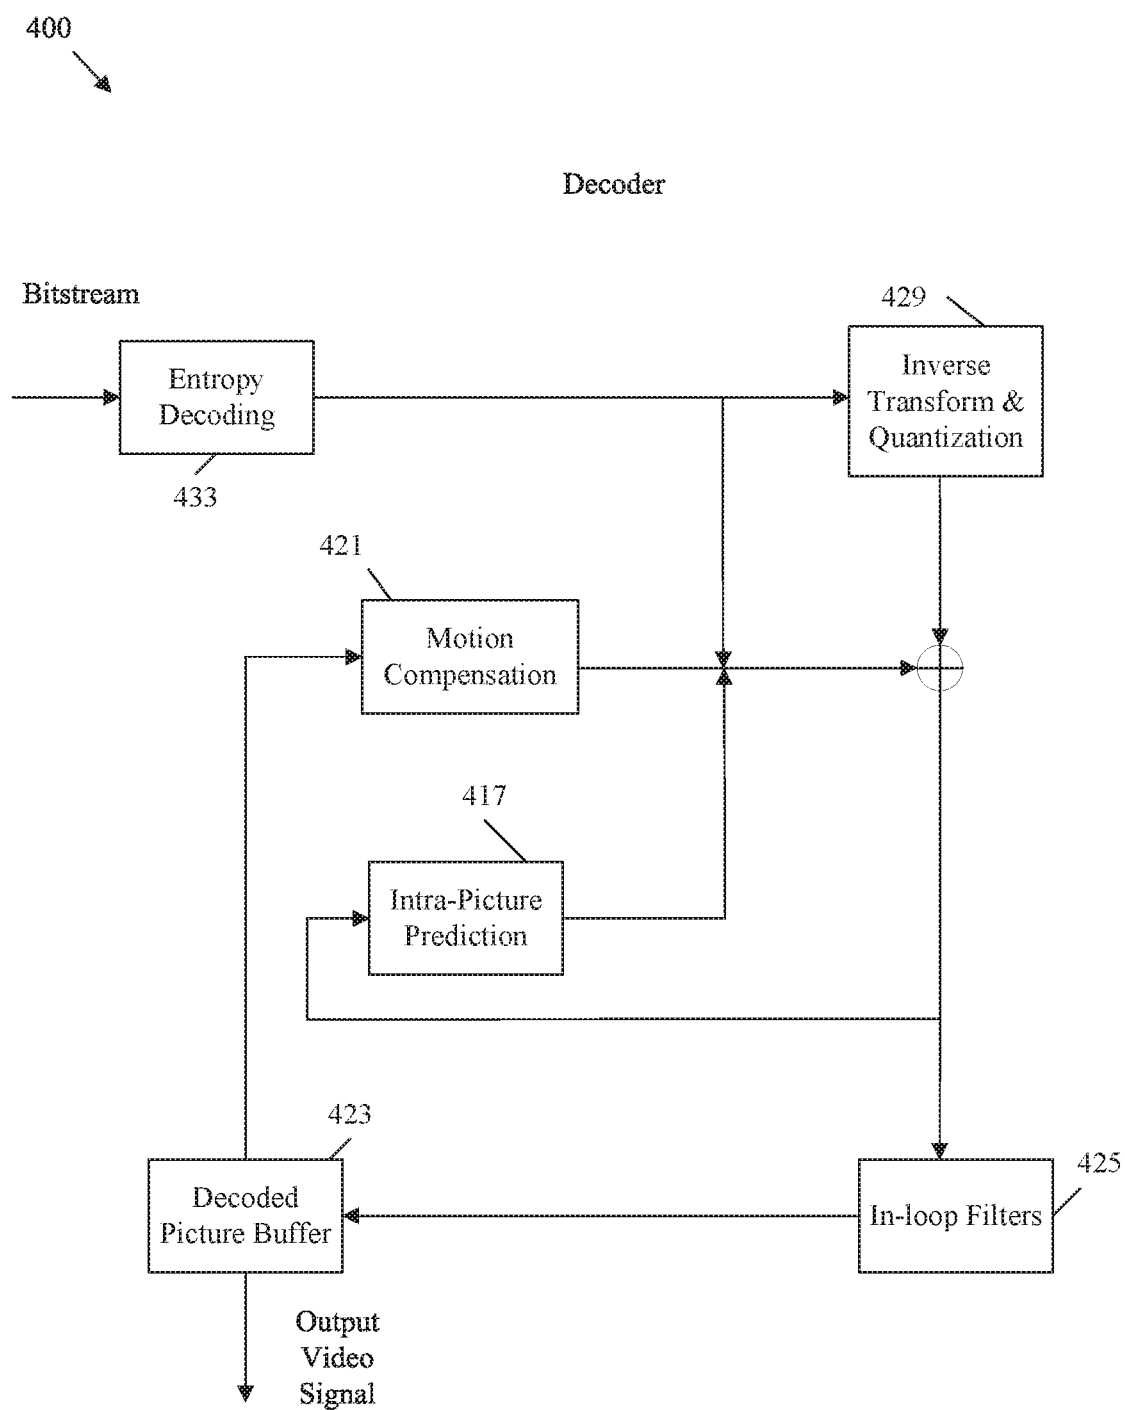 400
Decoder
Bitstream
429
Entropy
Decoding
Inverse
Transform &
Quantization
433
421
Motion
Compensation
417
Intra-Picture
Prediction
423
Decoded
Picture Buffer
425
In-loop Filters
Output
Video
Signal